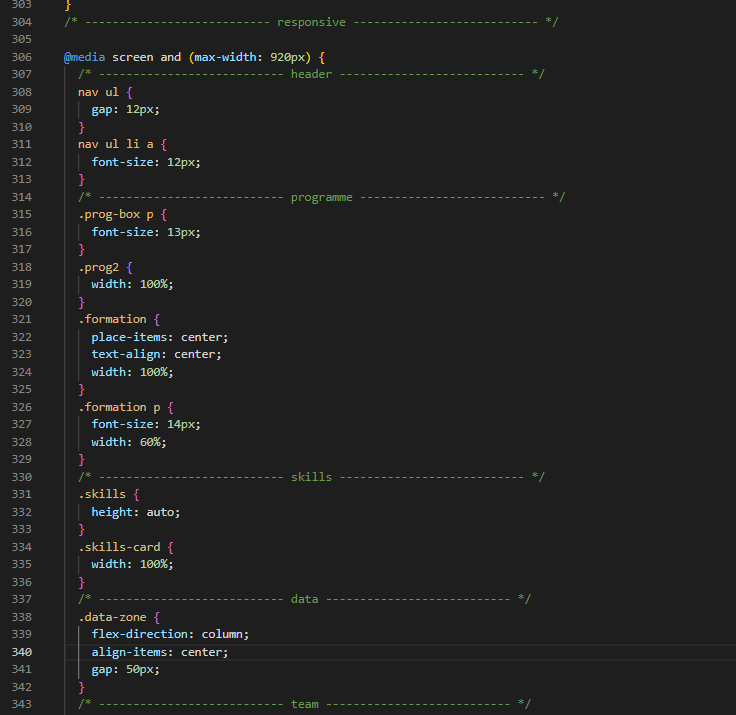 303 }
304 /* --------------------------- responsive --------------------------- */
305
306 @media screen and (max-width: 920px) {
307 /* --------------------------- header --------------------------- */
308 nav ul {
309 gap: 12px;
310 }
311 nav ul li a {
312 font-size: 12px;
313 }
314 /* --------------------------- programme --------------------------- */
315 .prog-box p {
316 font-size: 13px;
317 }
318 .prog2 {
319 width: 100%;
320 }
321 .formation {
322 place-items: center;
323 text-align: center;
324 width: 100%;
325 }
326 .formation p {
327 font-size: 14px;
328 width: 60%;
329 }
330 /* --------------------------- skills --------------------------- */
331 .skills {
332 height: auto;
333 }
334 .skills-card {
335 width: 100%;
336 }
337 /* --------------------------- data --------------------------- */
338 .data-zone {
339 flex-direction: column;
340 align-items: center;
341 gap: 50px;
342 }
343 /* --------------------------- team --------------------------- */